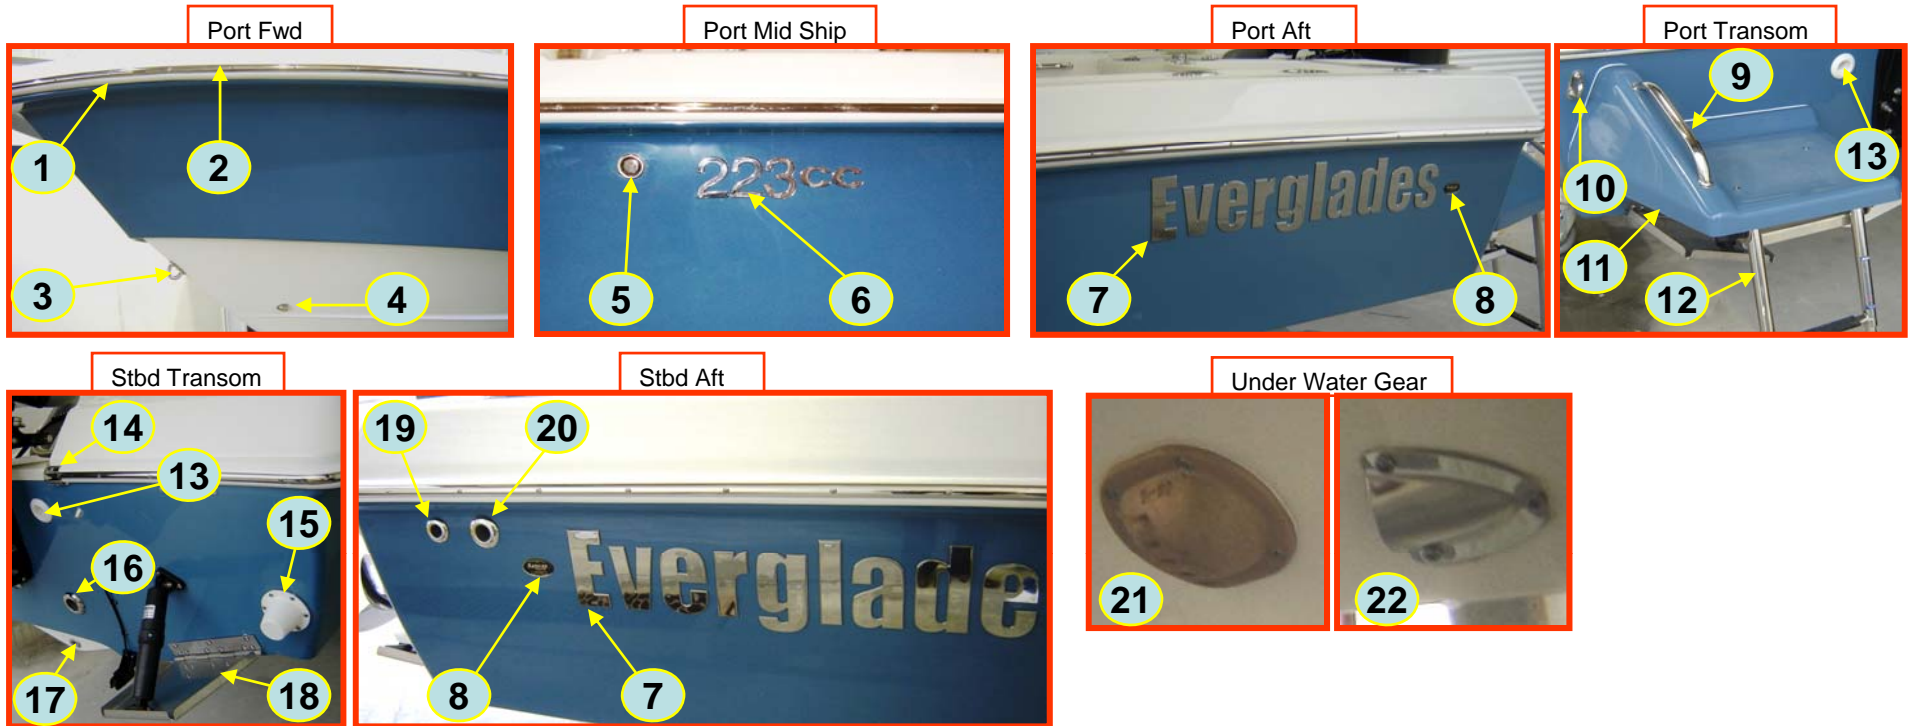 Port Fwd
Port Mid Ship
Port Aft
Port Transom
1
2
3
4
5
223cc
6
Everglades
7
8
9
10
13
11
12
Stbd Transom
Stbd Aft
Under Water Gear
14
13
15
16
17
18
19
20
Everglade
8
7
21
22